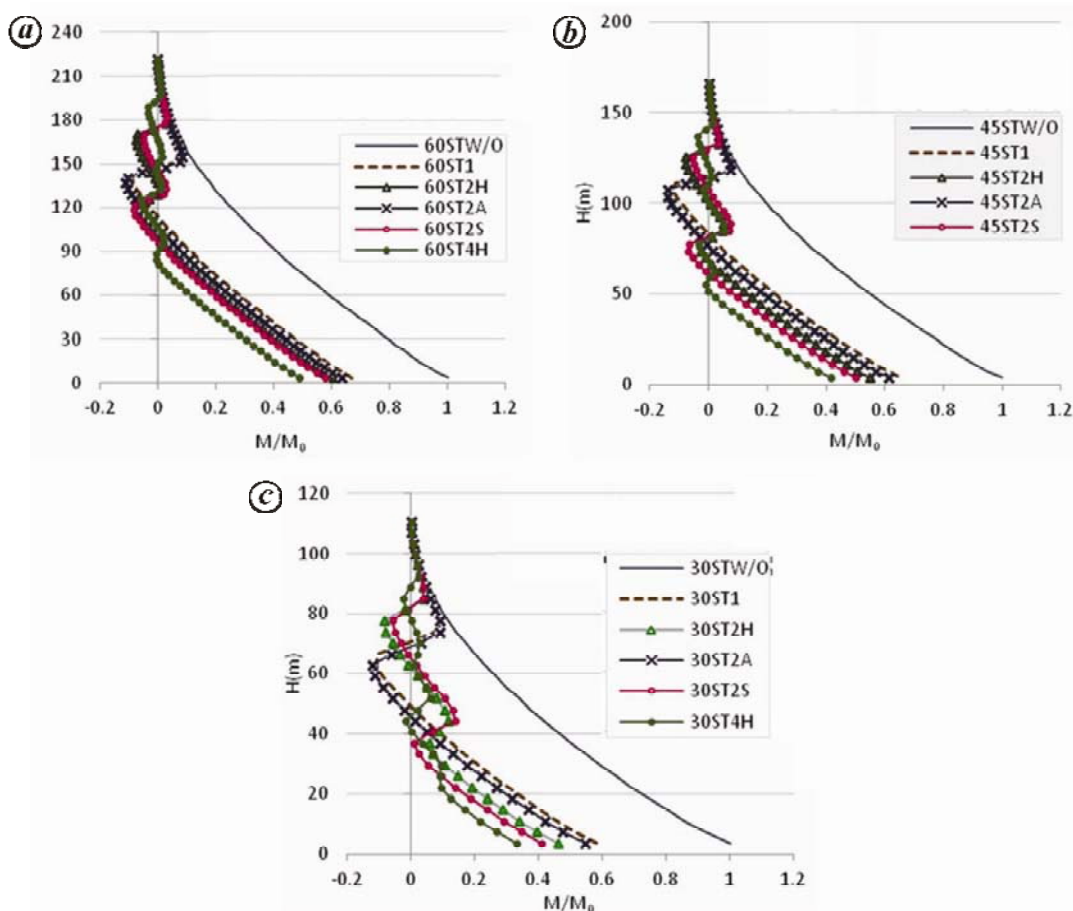 a
240
210
180
150
120
90
60
30
0
-0.2 0 0.2 0.4 0.6 0.8 1 1.2
M/M₀
60STW/O
60ST1
60ST2H
60ST2A
60ST2S
60ST4H
b
200
150
100
50
0
H(m)
-0.2 0 0.2 0.4 0.6 0.8 1 1.2
M/M₀
45STW/O
45ST1
45ST2H
45ST2A
45ST2S
c
120
100
80
60
40
20
0
H(m)
-0.2 0 0.2 0.4 0.6 0.8 1 1.2
M/M₀
30STW/O
30ST1
30ST2H
30ST2A
30ST2S
30ST4H